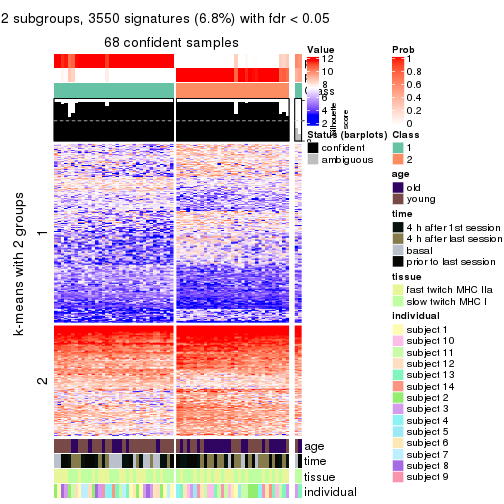 2 subgroups, 3550 signatures (6.8%) with fdr < 0.05
68 confident samples
k-means with 2 groups
1
2
p
p
Class
Silhouette
score
age
time
tissue
individual
Value
12
10
8
6
4
2
Status (barplots)
confident
ambiguous
Prob
1
0.8
0.6
0.4
0.2
0
Class
1
2
age
old
young
time
4 h after 1st session
4 h after last session
basal
prior to last session
tissue
fast twitch MHC IIa
slow twitch MHC I
individual
subject 1
subject 10
subject 11
subject 12
subject 13
subject 14
subject 2
subject 3
subject 4
subject 5
subject 6
subject 7
subject 8
subject 9